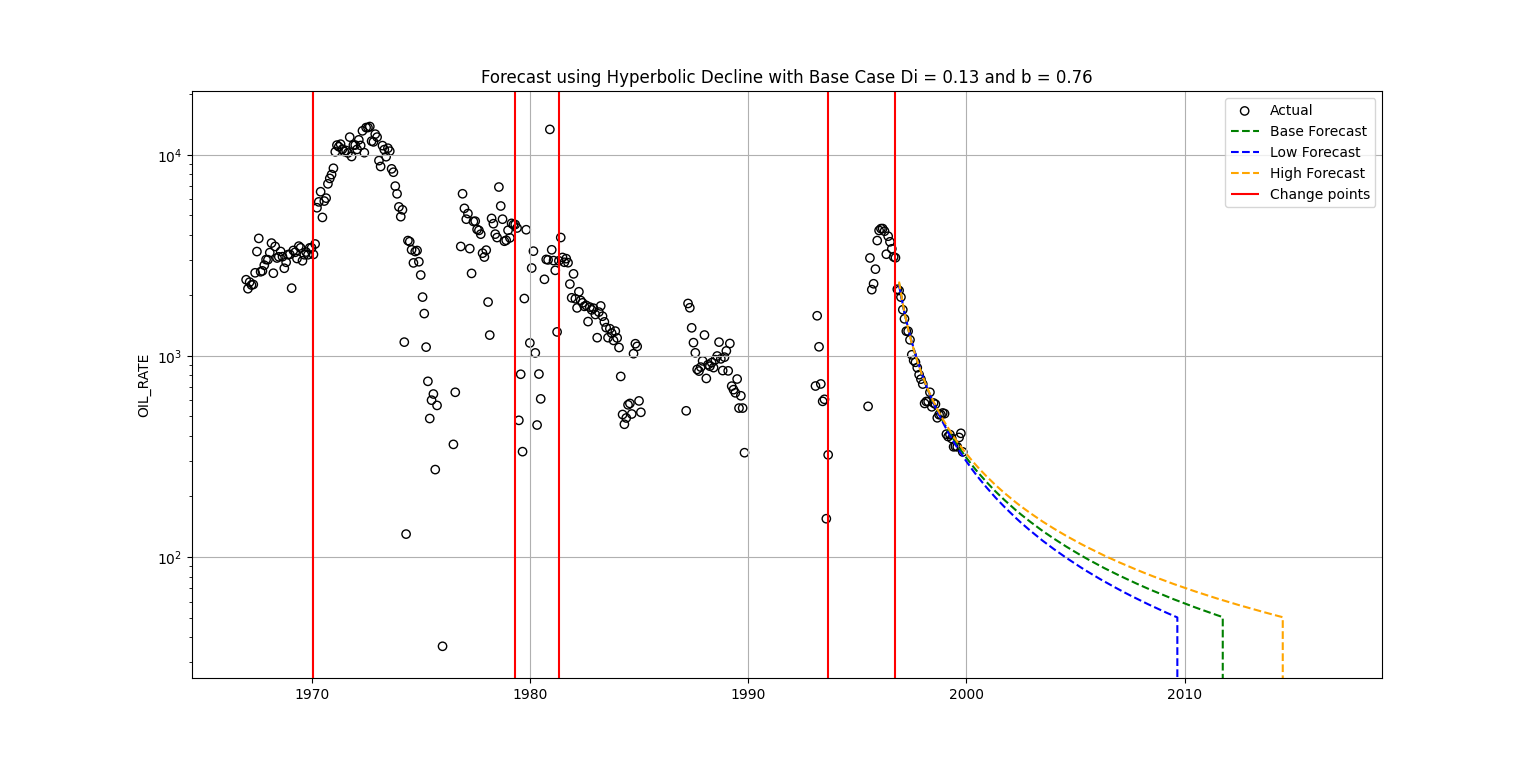 Forecast using Hyperbolic Decline with Base Case Di = 0.13 and b = 0.76
Actual
Base Forecast
Low Forecast
High Forecast
Change points
OIL_RATE
10⁴
10³
10²
1970
1980
1990
2000
2010